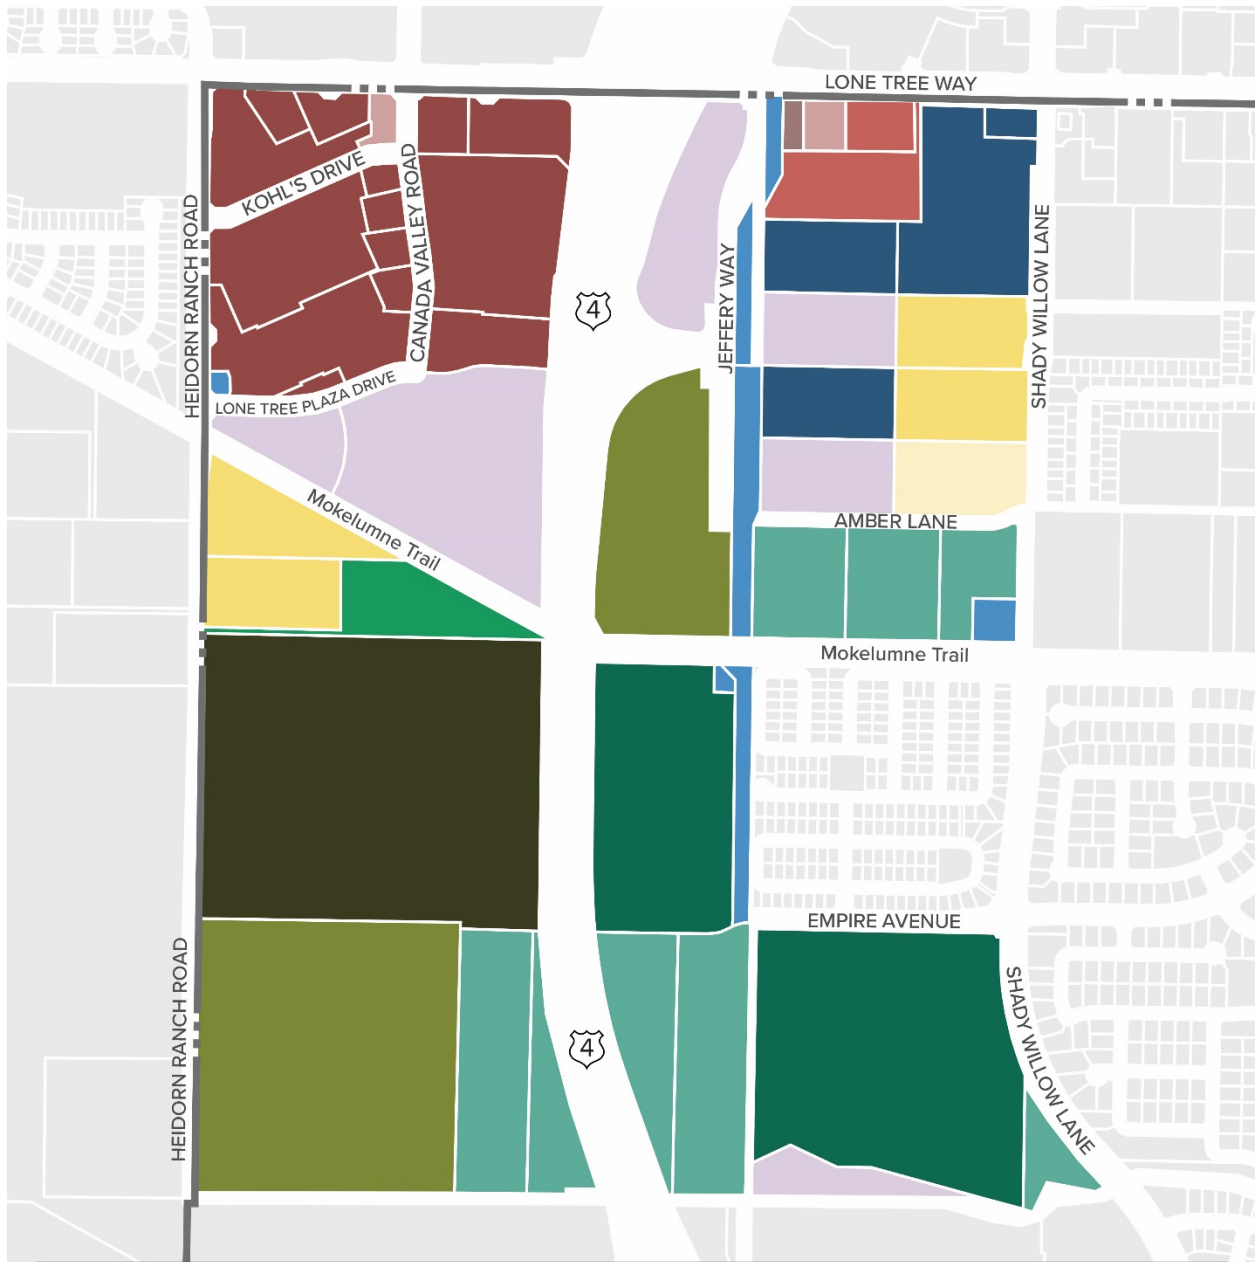 LONE TREE WAY
KOHL'S DRIVE
CANADA VALLEY ROAD
HEIDORN RANCH ROAD
SHADY WILLOW LANE
JEFFERY WAY
4
LONE TREE PLAZA DRIVE
Mokelumne Trail
AMBER LANE
Mokelumne Trail
EMPIRE AVENUE
HEIDORN RANCH ROAD
SHADY WILLOW LANE
4